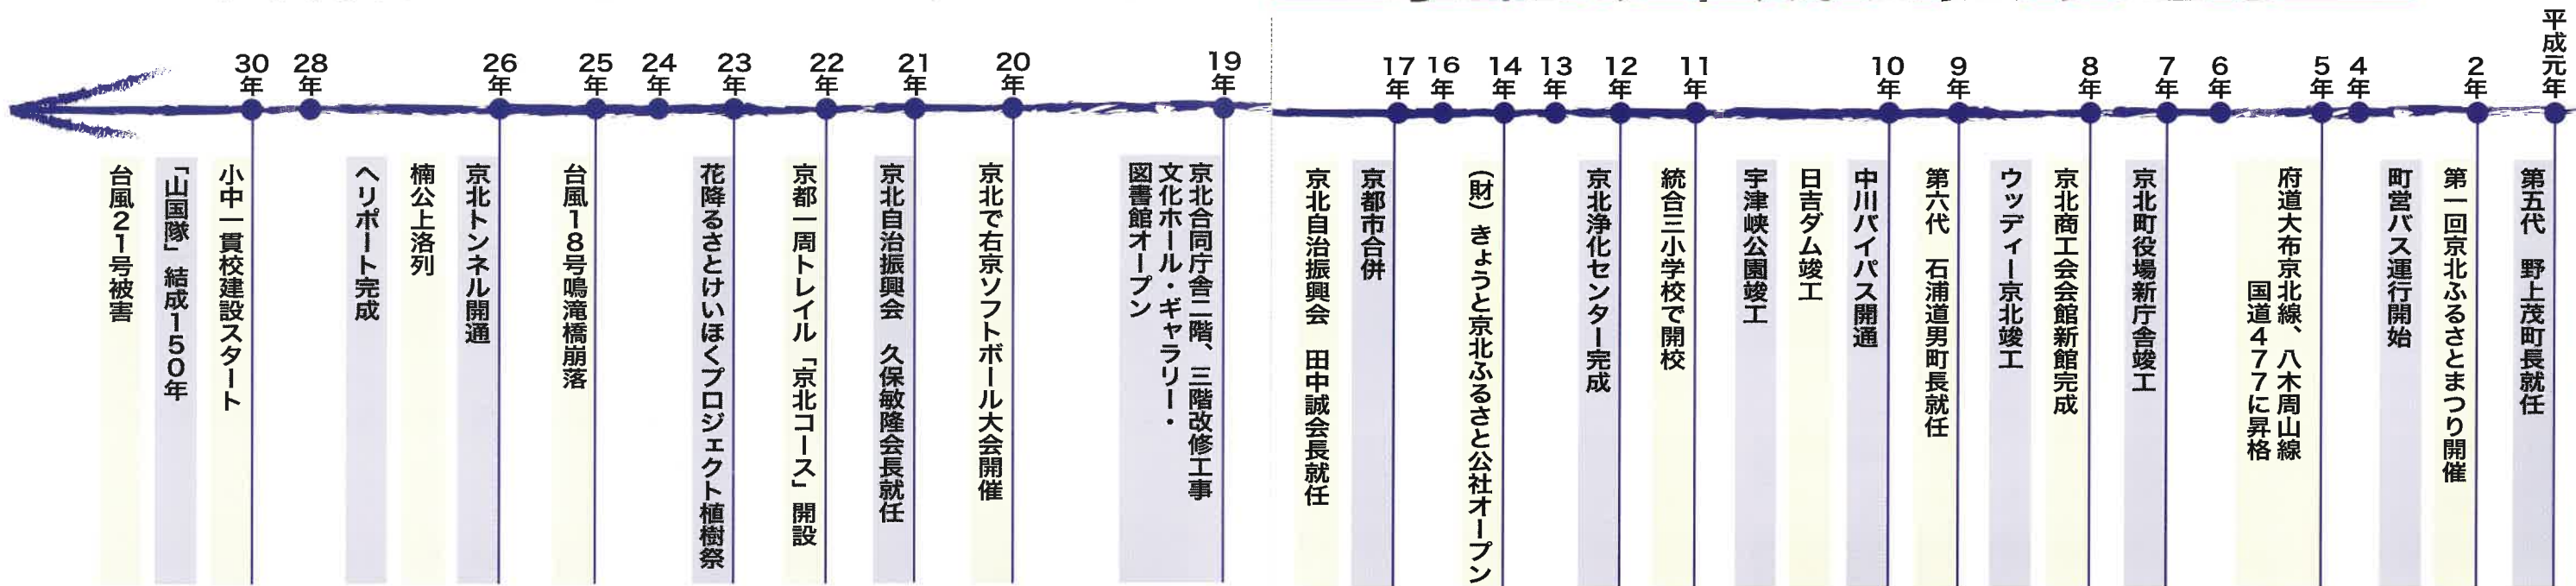 平成元年
2年
4年
5年
6年
7年
8年
9年
10年
11年
12年
13年
14年
16年
17年
19年
20年
21年
22年
23年
24年
25年
26年
28年
30年
第五代　野上茂町長就任
第一回京北ふるさとまつり開催
町営バス運行開始
府道大布京北線、八木周山線
国道477に昇格
京北町役場新庁舎竣工
京北商工会会館新館完成
ウッディー京北竣工
第六代　石浦道男町長就任
中川バイパス開通
日吉ダム竣工
宇津峡公園竣工
統合三小学校で開校
京北浄化センター完成
(財)きょうと京北ふるさと公社オープン
京都市合併
京北自治振興会　田中誠会長就任
京北合同庁舎二階、三階改修工事
文化ホール・ギャラリー・
図書館オープン
京北で右京ソフトボール大会開催
京北自治振興会　久保敏隆会長就任
京都一周トレイル「京北コース」開設
花降るさとけいほくプロジェクト植樹祭
台風18号鳴滝橋崩落
京北トンネル開通
楠公上洛列
ヘリポート完成
小中一貫校建設スタート
「山国隊」結成150年
台風21号被害